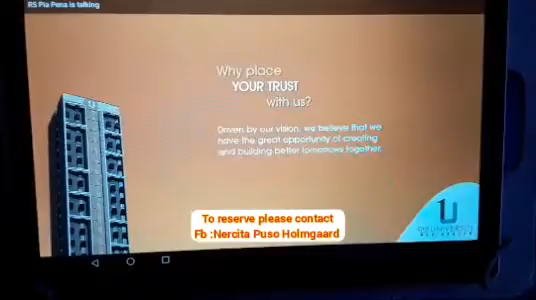 RS Pia Pena is talking
Why place
YOUR TRUST
with us?
Driven by our vision, we believe that we
have the great opportunity of creating
and building better tomorrows together.
To reserve please contact
Fb :Nercita Puso Holmgaard
U